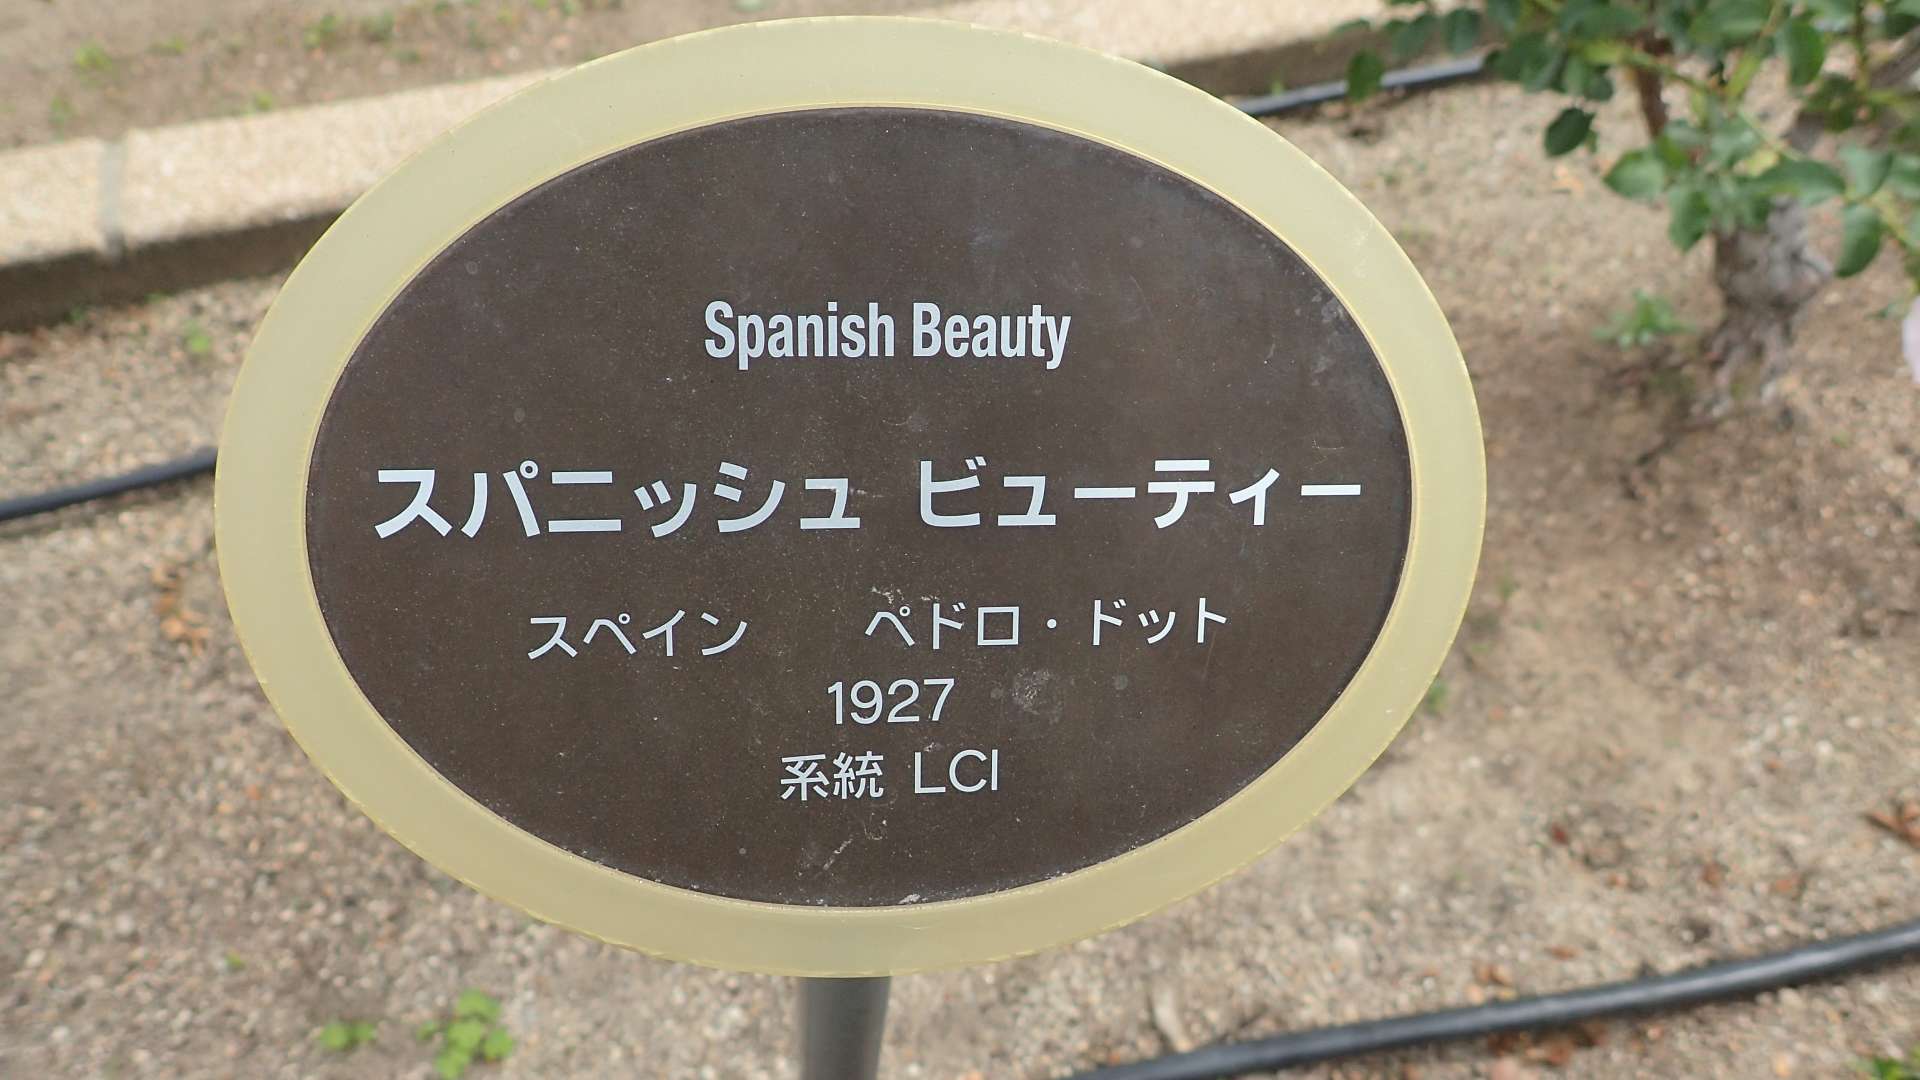 Spanish Beauty
スパニッシュ ビューティー
スペイン ペドロ・ドット
1927
系統 LCl